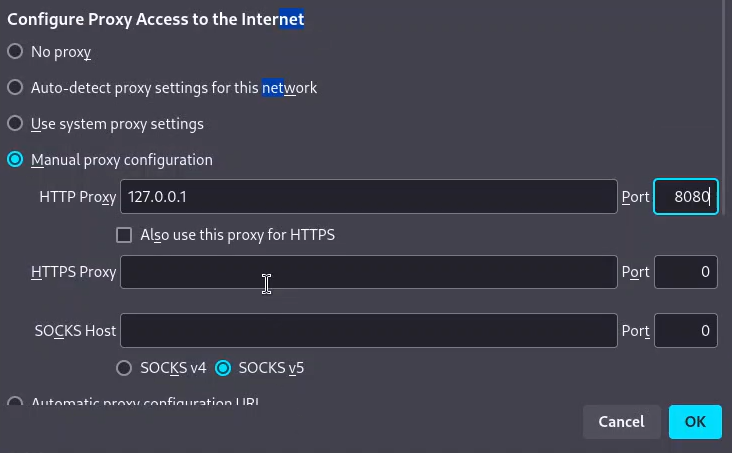 Configure Proxy Access to the Internet
No proxy
Auto-detect proxy settings for this network
Use system proxy settings
Manual proxy configuration
HTTP Proxy 127.0.0.1 Port 8080
Also use this proxy for HTTPS
HTTPS Proxy Port 0
SOCKS Host Port 0
SOCKS v4 SOCKS v5
Automatic proxy configuration URL
Cancel OK